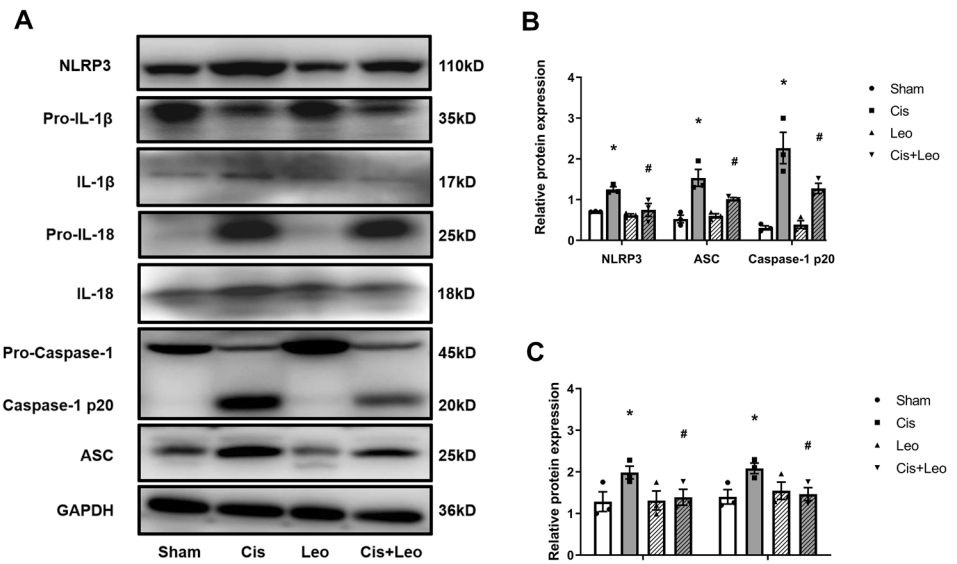 A
NLRP3
110kD
Pro-IL-1β
35kD
IL-1β
17kD
Pro-IL-18
25kD
IL-18
18kD
Pro-Caspase-1
45kD
Caspase-1 p20
20kD
ASC
25kD
GAPDH
36kD
Sham Cis Leo Cis+Leo
B
Relative protein expression
4
3
2
1
0
* # * # * #
NLRP3 ASC Caspase-1 p20
Sham
Cis
Leo
Cis+Leo
C
Relative protein expression
4
3
2
1
0
* # * #
Sham
Cis
Leo
Cis+Leo